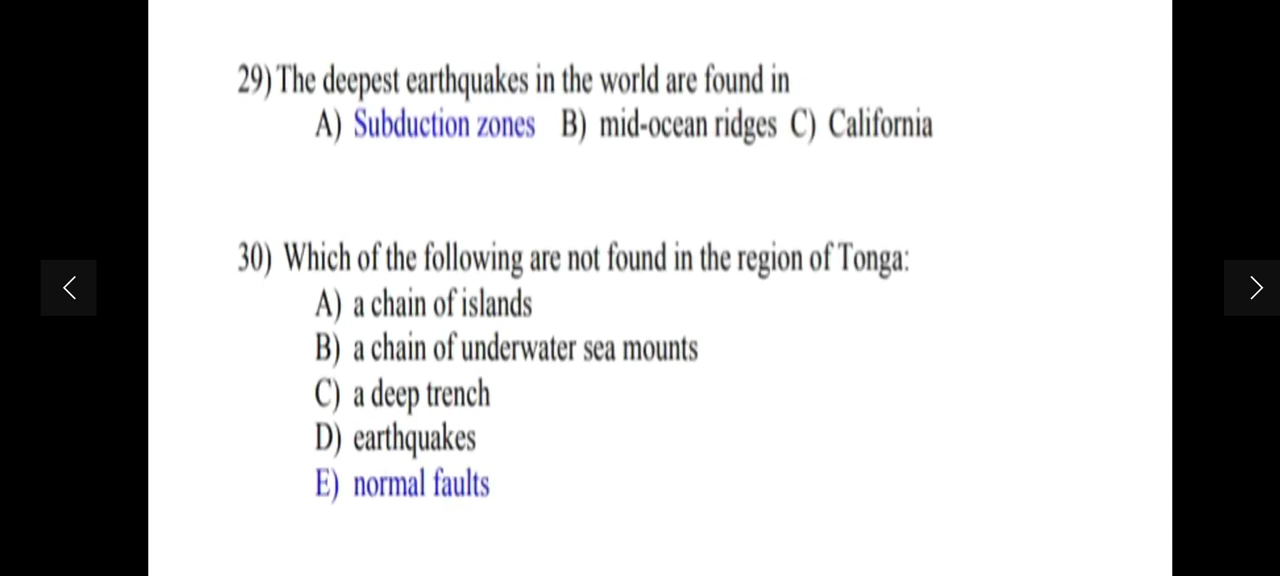 29) The deepest earthquakes in the world are found in
A) Subduction zones B) mid-ocean ridges C) California
30) Which of the following are not found in the region of Tonga:
A) a chain of islands
B) a chain of underwater sea mounts
C) a deep trench
D) earthquakes
E) normal faults